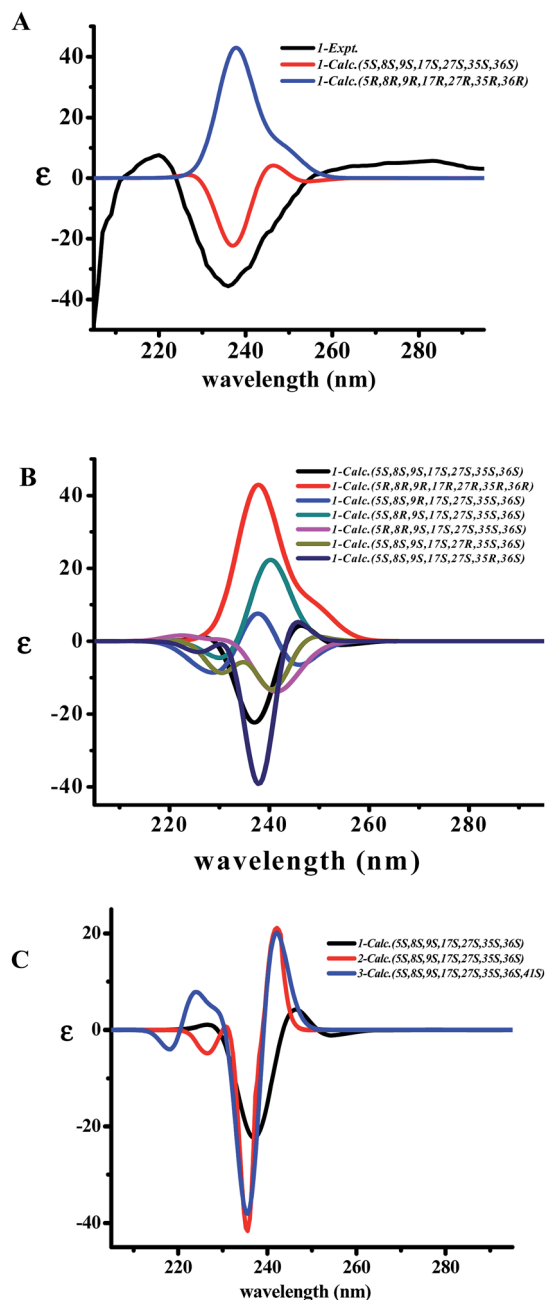 A
1-Expt.
1-Calc.(5S,8S,9S,17S,27S,35S,36S)
1-Calc.(5R,8R,9R,17R,27R,35R,36R)
40
20
0
-20
-40
ε
220 240 260 280
wavelength (nm)
B
1-Calc.(5S,8S,9S,17S,27S,35S,36S)
1-Calc.(5R,8R,9R,17R,27R,35R,36R)
1-Calc.(5S,8S,9R,17S,27S,35S,36S)
1-Calc.(5S,8R,9S,17S,27S,35S,36S)
1-Calc.(5R,8R,9S,17S,27S,35S,36S)
1-Calc.(5S,8S,9S,17S,27R,35S,36S)
1-Calc.(5S,8S,9S,17S,27S,35R,36S)
40
20
0
-20
-40
ε
220 240 260 280
wavelength (nm)
C
1-Calc.(5S,8S,9S,17S,27S,35S,36S)
2-Calc.(5S,8S,9S,17S,27S,35S,36S)
3-Calc.(5S,8S,9S,17S,27S,35S,36S,41S)
20
0
-20
-40
ε
220 240 260 280
wavelength (nm)